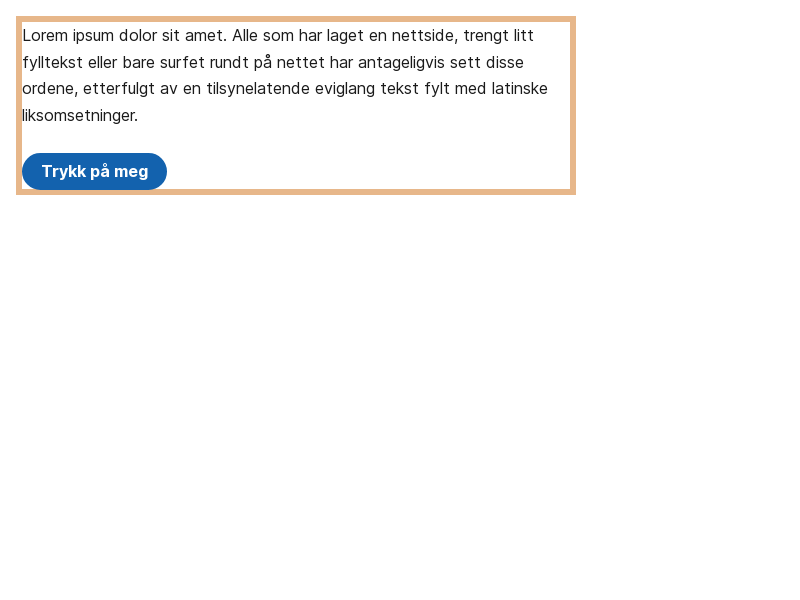 Lorem ipsum dolor sit amet. Alle som har laget en nettside, trengt litt
fylltekst eller bare surfet rundt på nettet har antageligvis sett disse
ordene, etterfulgt av en tilsynelatende eviglang tekst fylt med latinske
liksomsetninger.
Trykk på meg